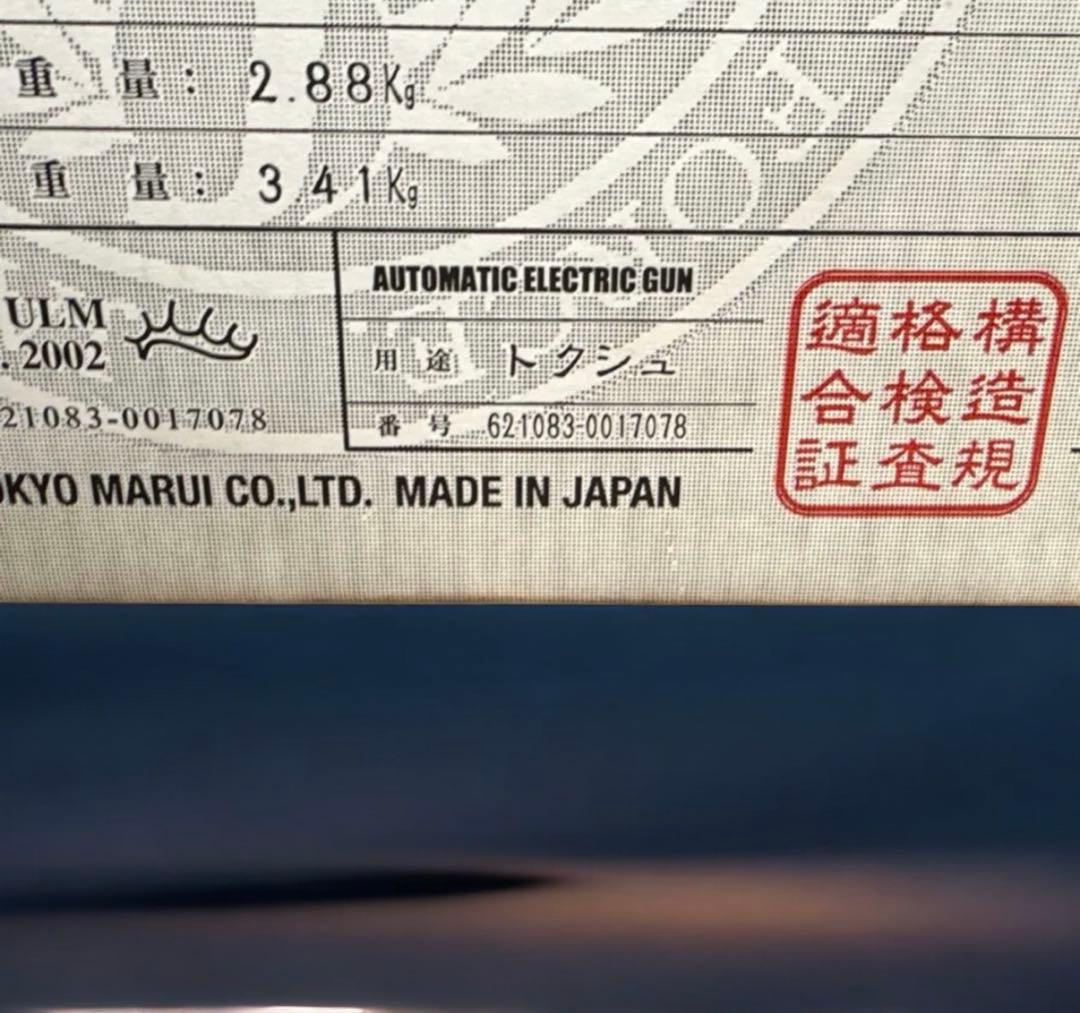 重量: 2.88Kg
重量: 3.41Kg
ULM
. 2002
21083-0017078
AUTOMATIC ELECTRIC GUN
用途 トクシュ
番号 621083-0017078
OKYO MARUI CO.,LTD. MADE IN JAPAN
構造規
格検査
適合証